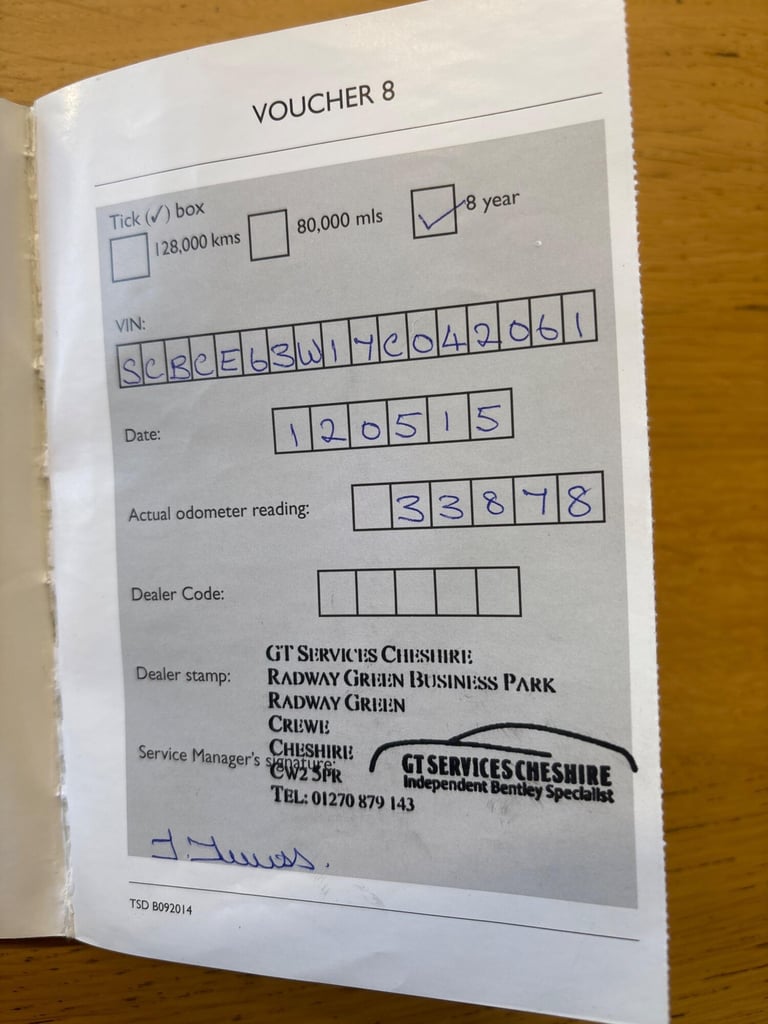 VOUCHER 8
Tick (✓) box
128,000 kms
80,000 mls
✓ 8 year
VIN:
SCBCE63W17C042061
Date:
120515
Actual odometer reading:
33878
Dealer Code:
Dealer stamp:
GT SERVICES CHESHIRE
RADWAY GREEN BUSINESS PARK
RADWAY GREEN
CREWE
CHESHIRE
CW2 5PR
TEL: 01270 879 143
Service Manager's signature:
GT SERVICES CHESHIRE
Independent Bentley Specialist
TSD B092014